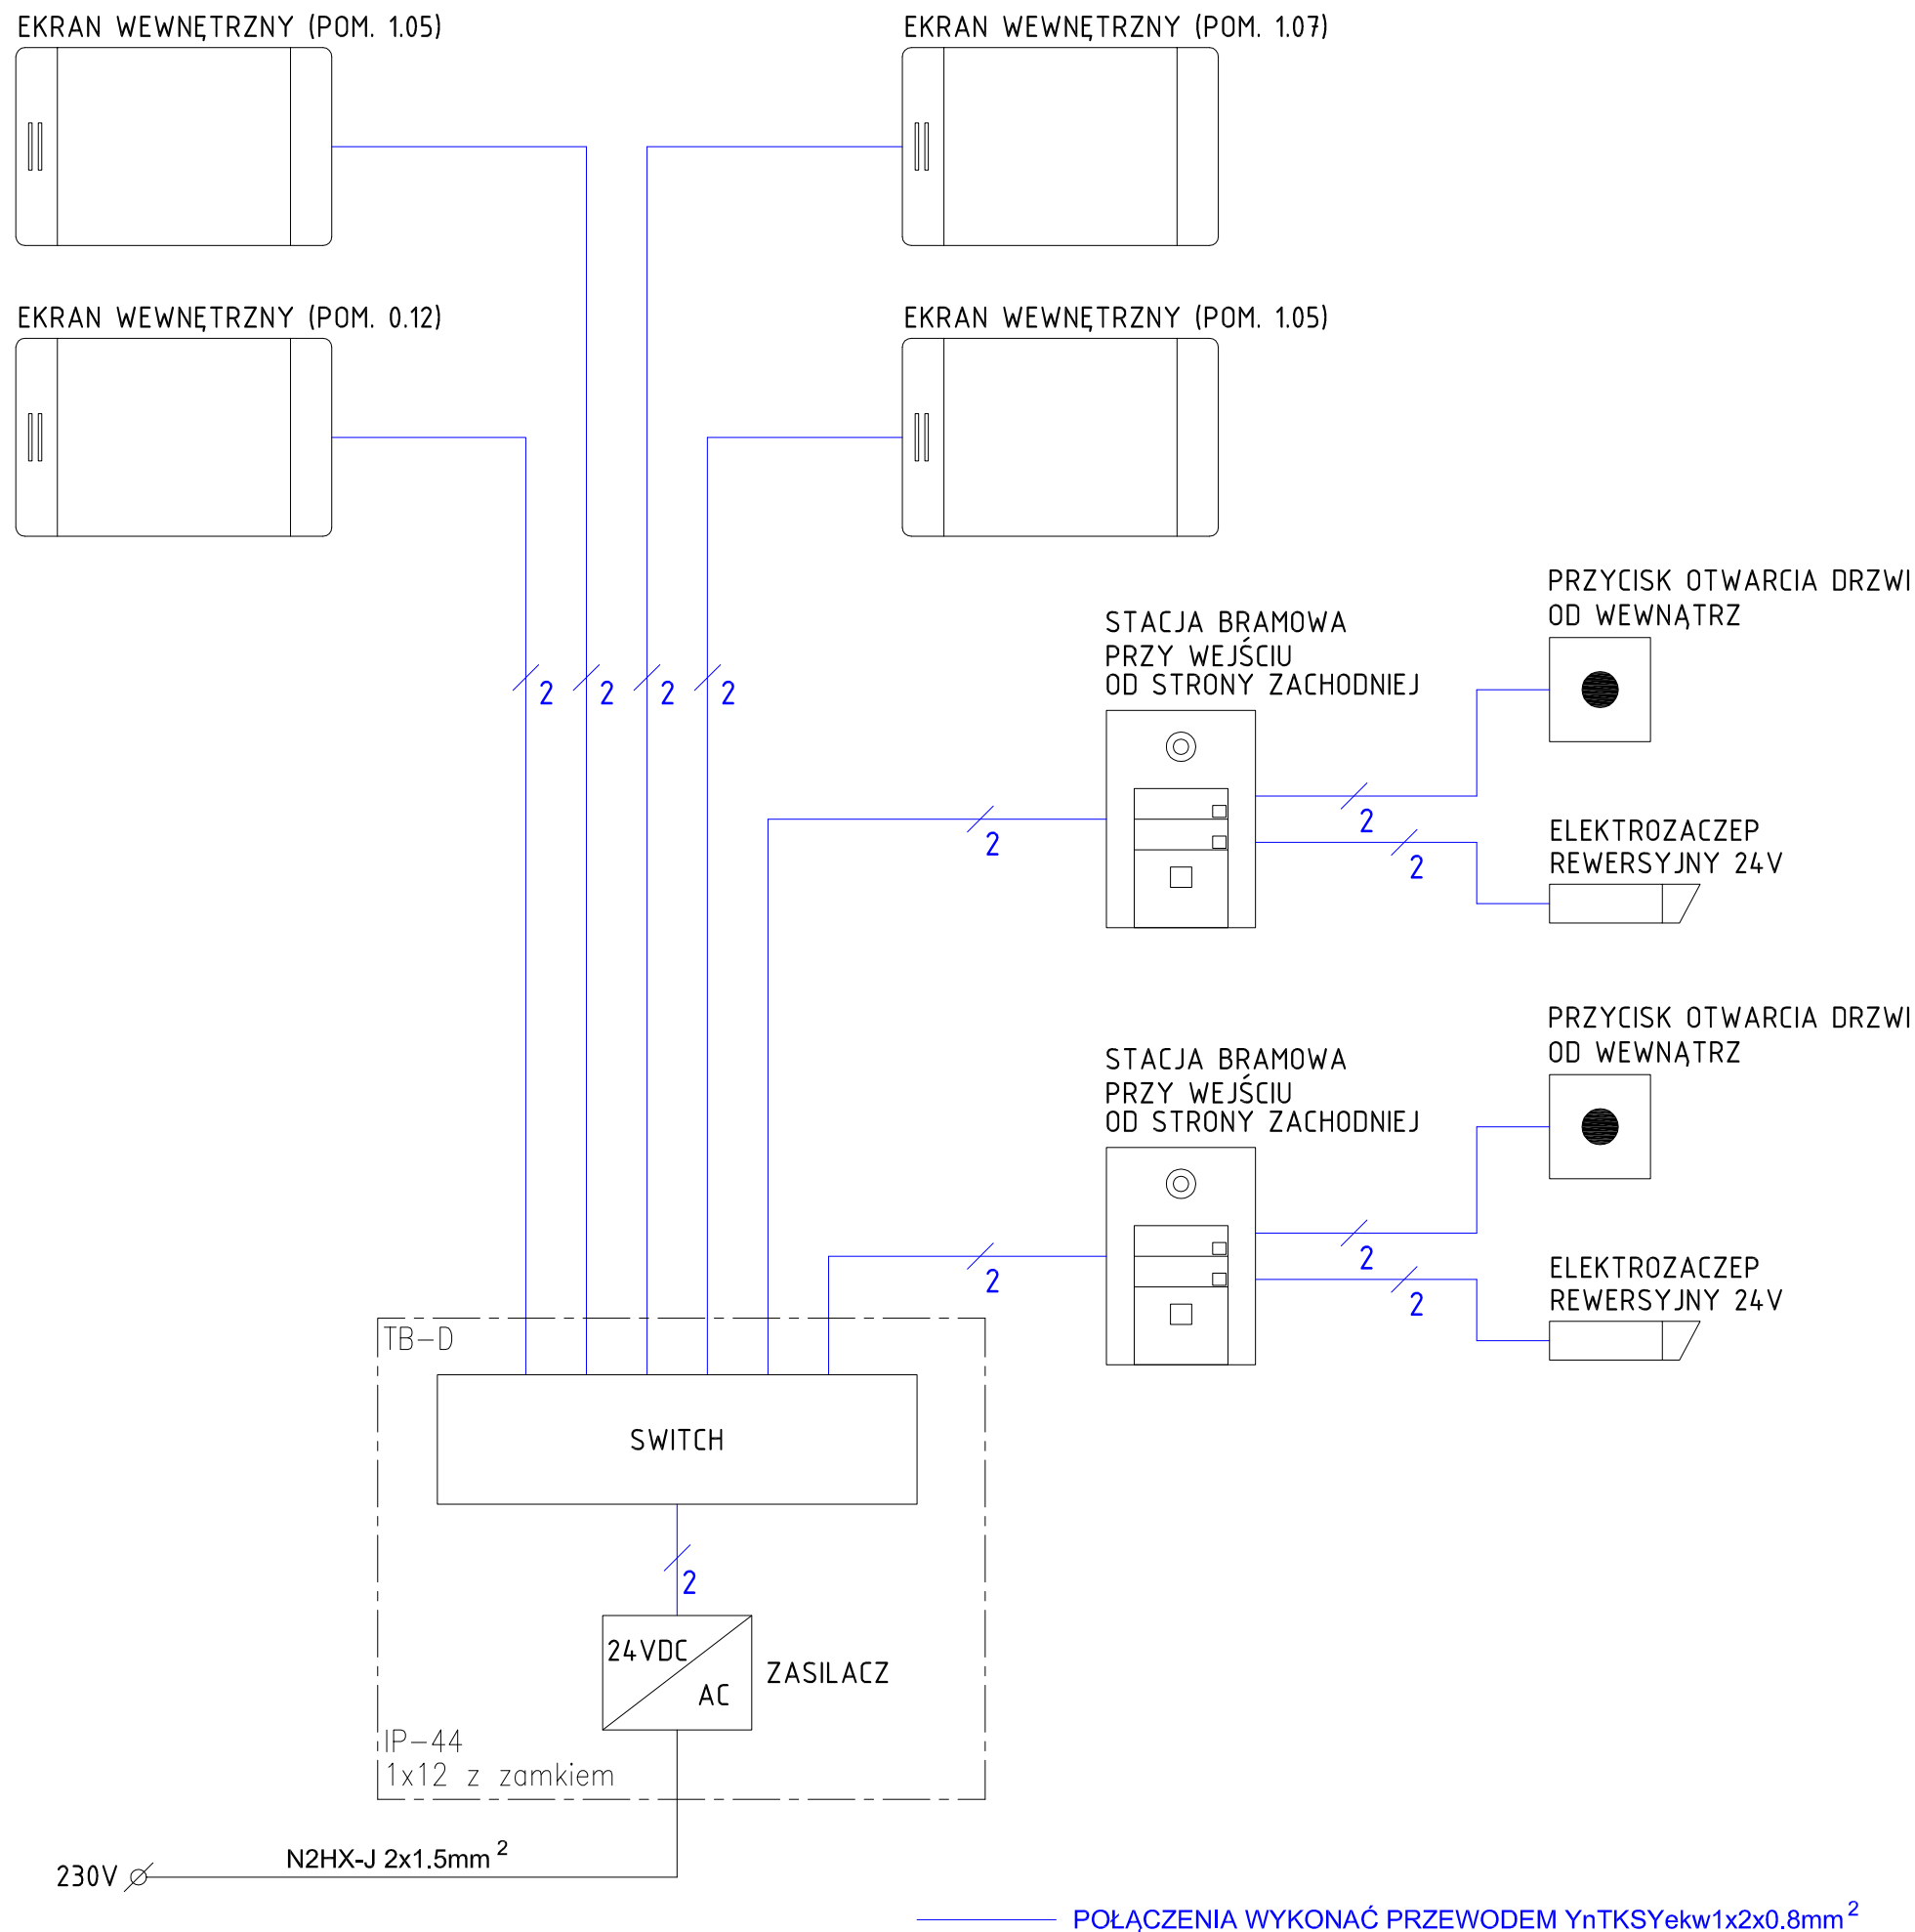 EKRAN WEWNĘTRZNY (POM. 1.05)
EKRAN WEWNĘTRZNY (POM. 1.07)
EKRAN WEWNĘTRZNY (POM. 0.12)
EKRAN WEWNĘTRZNY (POM. 1.05)
PRZYCISK OTWARCIA DRZWI
OD WEWNĄTRZ
STACJA BRAMOWA
PRZY WEJŚCIU
OD STRONY ZACHODNIEJ
2
2
2
2
2
2
2
ELEKTROZACZEP
REWERSYJNY 24V
PRZYCISK OTWARCIA DRZWI
OD WEWNĄTRZ
STACJA BRAMOWA
PRZY WEJŚCIU
OD STRONY ZACHODNIEJ
2
2
2
ELEKTROZACZEP
REWERSYJNY 24V
TB-D
SWITCH
2
24VDC
AC
ZASILACZ
IP-44
1x12 z zamkiem
230V
N2HX-J 2x1.5mm²
POŁĄCZENIA WYKONAĆ PRZEWODEM YnTKSYekw1x2x0.8mm²